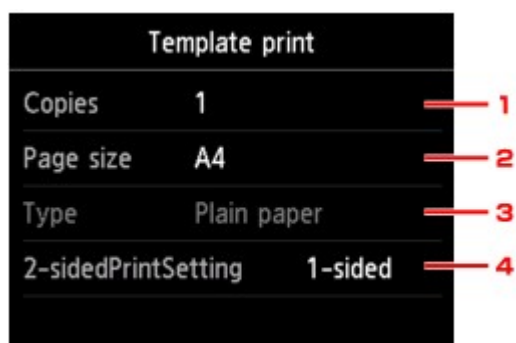 Template print
Copies 1 1
Page size A4 2
Type Plain paper 3
2-sidedPrintSetting 1-sided 4